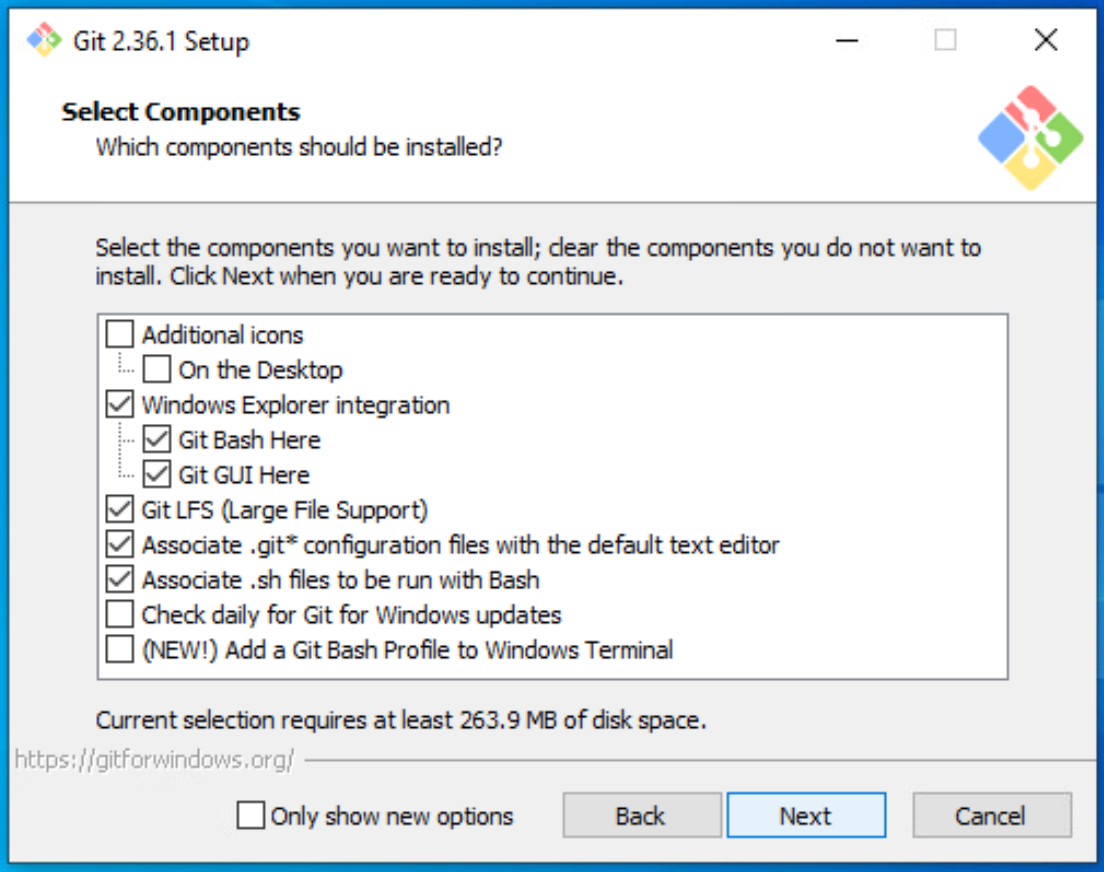 Git 2.36.1 Setup
Select Components
Which components should be installed?
Select the components you want to install; clear the components you do not want to
install. Click Next when you are ready to continue.
Additional icons
On the Desktop
Windows Explorer integration
Git Bash Here
Git GUI Here
Git LFS (Large File Support)
Associate .git* configuration files with the default text editor
Associate .sh files to be run with Bash
Check daily for Git for Windows updates
(NEW!) Add a Git Bash Profile to Windows Terminal
Current selection requires at least 263.9 MB of disk space.
https://gitforwindows.org/
Only show new options
Back
Next
Cancel